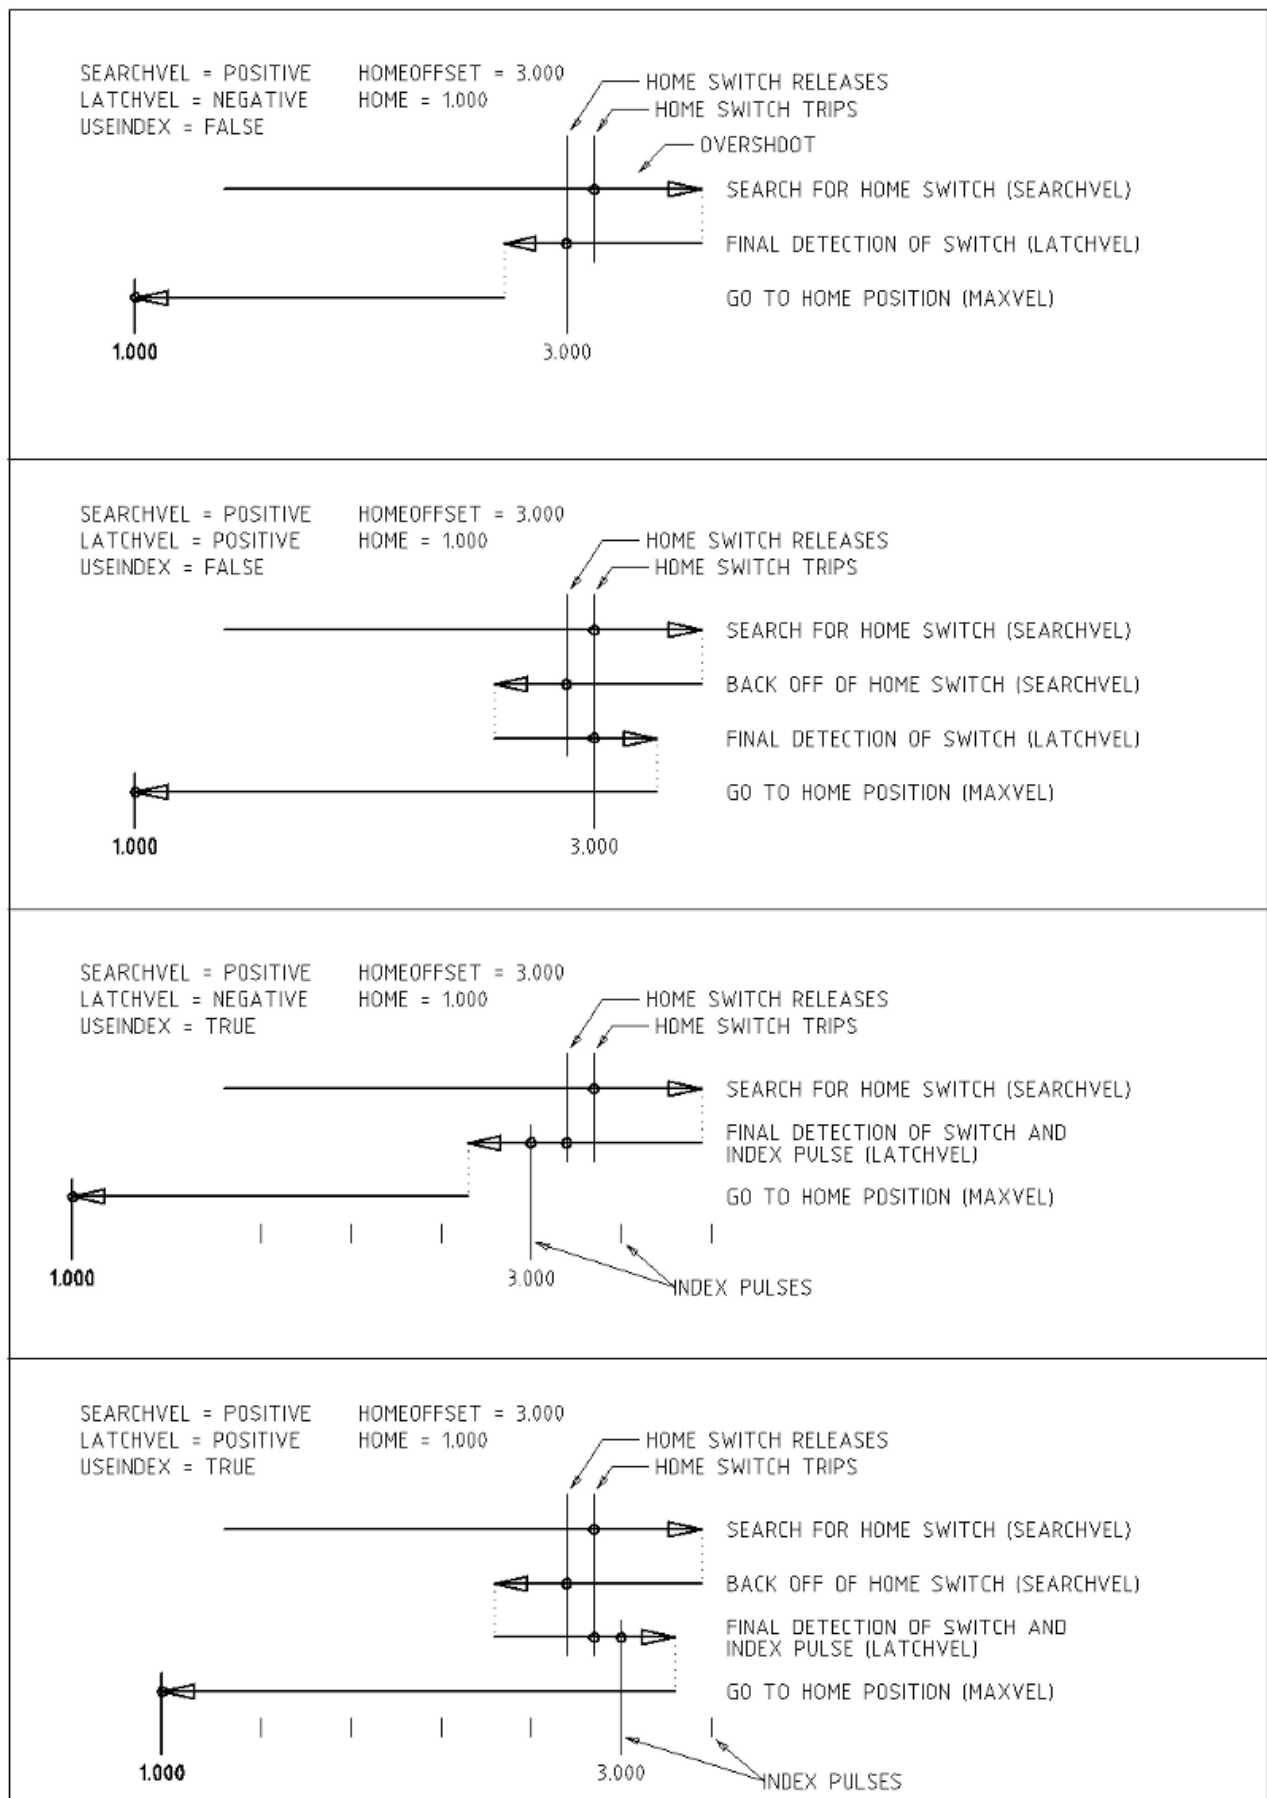 SEARCHVEL = POSITIVE HOMEOFFSET = 3.000
LATCHVEL = NEGATIVE HOME = 1.000
USEINDEX = FALSE
HOME SWITCH RELEASES
HOME SWITCH TRIPS
OVERSHOOT
SEARCH FOR HOME SWITCH (SEARCHVEL)
FINAL DETECTION OF SWITCH (LATCHVEL)
GO TO HOME POSITION (MAXVEL)
1.000 3.000
SEARCHVEL = POSITIVE HOMEOFFSET = 3.000
LATCHVEL = POSITIVE HOME = 1.000
USEINDEX = FALSE
HOME SWITCH RELEASES
HOME SWITCH TRIPS
SEARCH FOR HOME SWITCH (SEARCHVEL)
BACK OFF OF HOME SWITCH (SEARCHVEL)
FINAL DETECTION OF SWITCH (LATCHVEL)
GO TO HOME POSITION (MAXVEL)
1.000 3.000
SEARCHVEL = POSITIVE HOMEOFFSET = 3.000
LATCHVEL = NEGATIVE HOME = 1.000
USEINDEX = TRUE
HOME SWITCH RELEASES
HOME SWITCH TRIPS
SEARCH FOR HOME SWITCH (SEARCHVEL)
FINAL DETECTION OF SWITCH AND
INDEX PULSE (LATCHVEL)
GO TO HOME POSITION (MAXVEL)
1.000 3.000
INDEX PULSES
SEARCHVEL = POSITIVE HOMEOFFSET = 3.000
LATCHVEL = POSITIVE HOME = 1.000
USEINDEX = TRUE
HOME SWITCH RELEASES
HOME SWITCH TRIPS
SEARCH FOR HOME SWITCH (SEARCHVEL)
BACK OFF OF HOME SWITCH (SEARCHVEL)
FINAL DETECTION OF SWITCH AND
INDEX PULSE (LATCHVEL)
GO TO HOME POSITION (MAXVEL)
1.000 3.000
INDEX PULSES